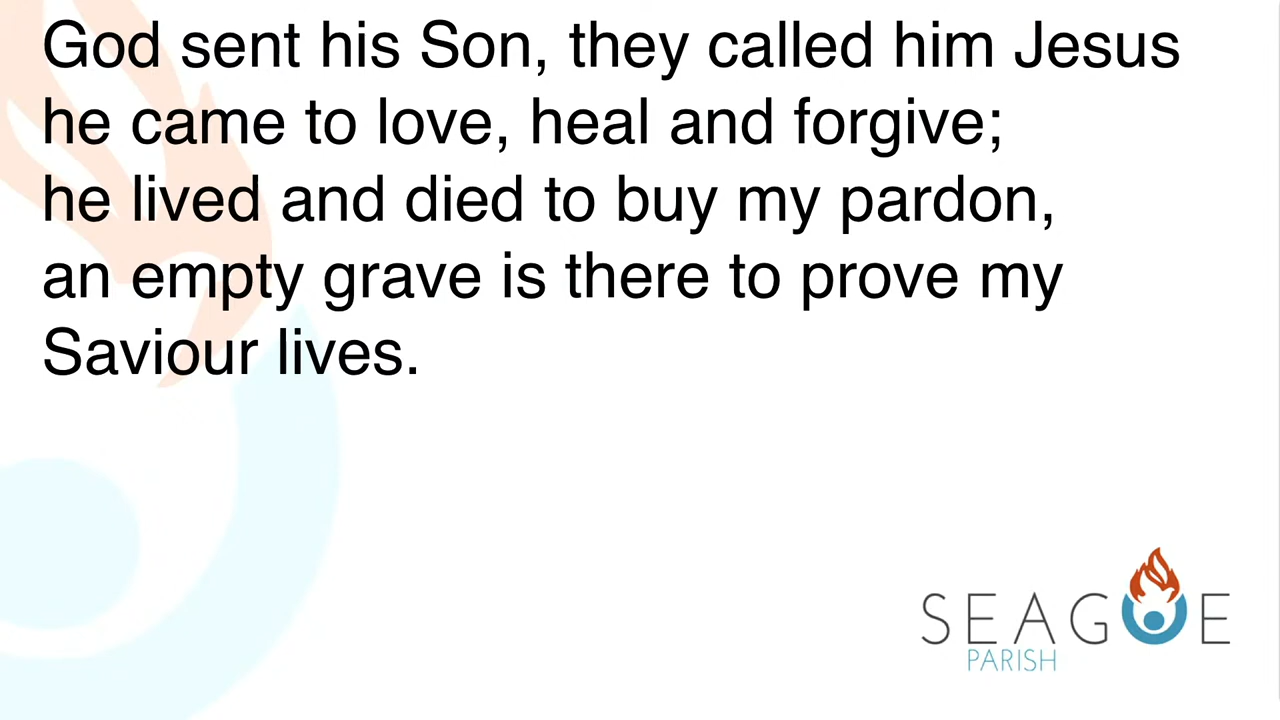 God sent his Son, they called him Jesus
he came to love, heal and forgive;
he lived and died to buy my pardon,
an empty grave is there to prove my
Saviour lives.
SEAGOE
PARISH